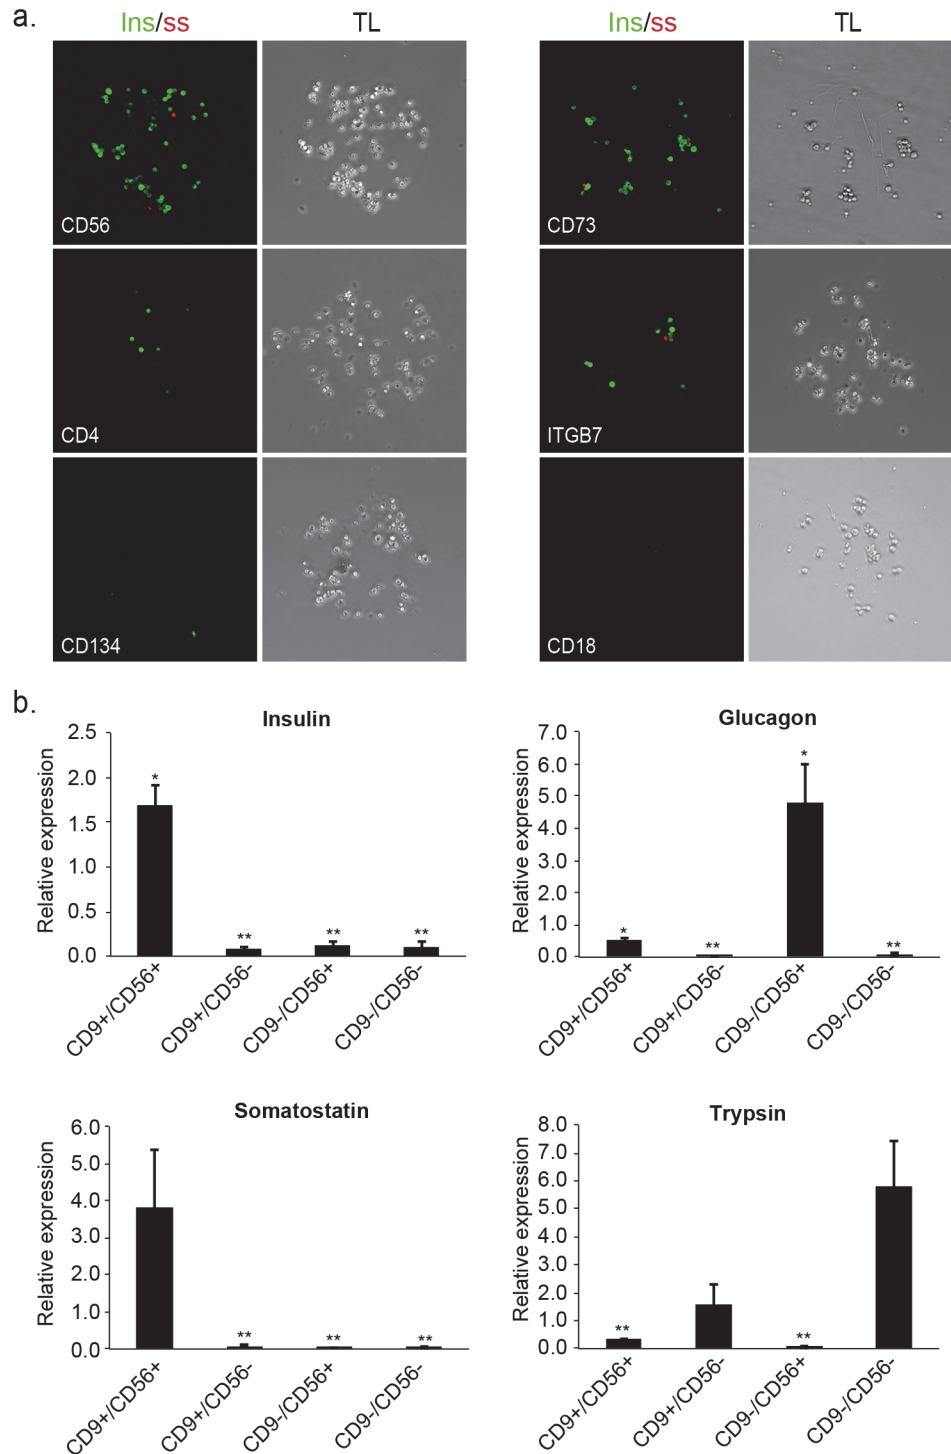 a.
Ins/ss TL Ins/ss TL
CD56 CD73
CD4 ITGB7
CD134 CD18
b.
Insulin
Relative expression
2.5
2.0
1.5
1.0
0.5
0.0
*
**
**
**
CD9+/CD56+
CD9+/CD56-
CD9-/CD56+
CD9-/CD56-
Glucagon
Relative expression
7.0
6.0
5.0
4.0
3.0
2.0
1.0
0.0
*
**
*
**
CD9+/CD56+
CD9+/CD56-
CD9-/CD56+
CD9-/CD56-
Somatostatin
Relative expression
6.0
5.0
4.0
3.0
2.0
1.0
0.0
**
**
**
CD9+/CD56+
CD9+/CD56-
CD9-/CD56+
CD9-/CD56-
Trypsin
Relative expression
8.0
7.0
6.0
5.0
4.0
3.0
2.0
1.0
0.0
**
**
CD9+/CD56+
CD9+/CD56-
CD9-/CD56+
CD9-/CD56-